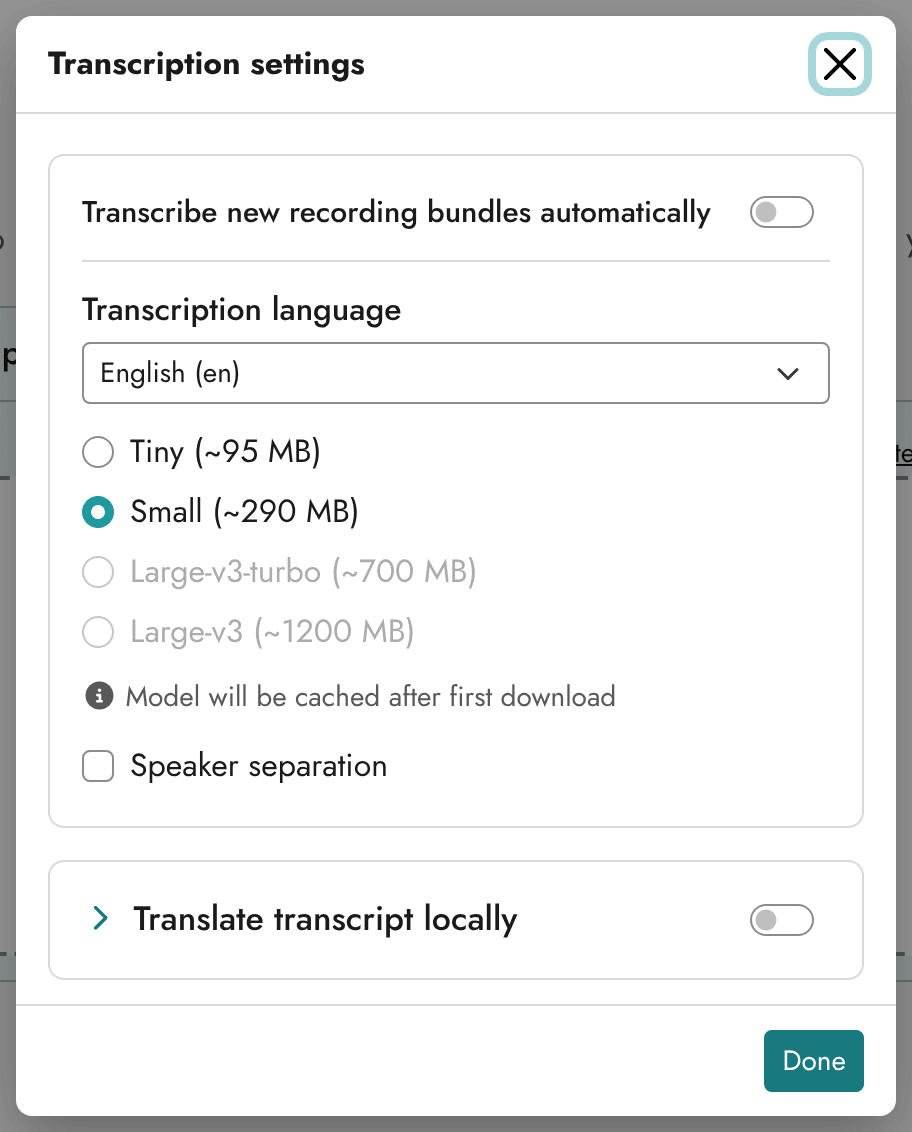 Transcription settings
Transcribe new recording bundles automatically
Transcription language
English (en)
Tiny (~95 MB)
Small (~290 MB)
Large-v3-turbo (~700 MB)
Large-v3 (~1200 MB)
Model will be cached after first download
Speaker separation
Translate transcript locally
Done